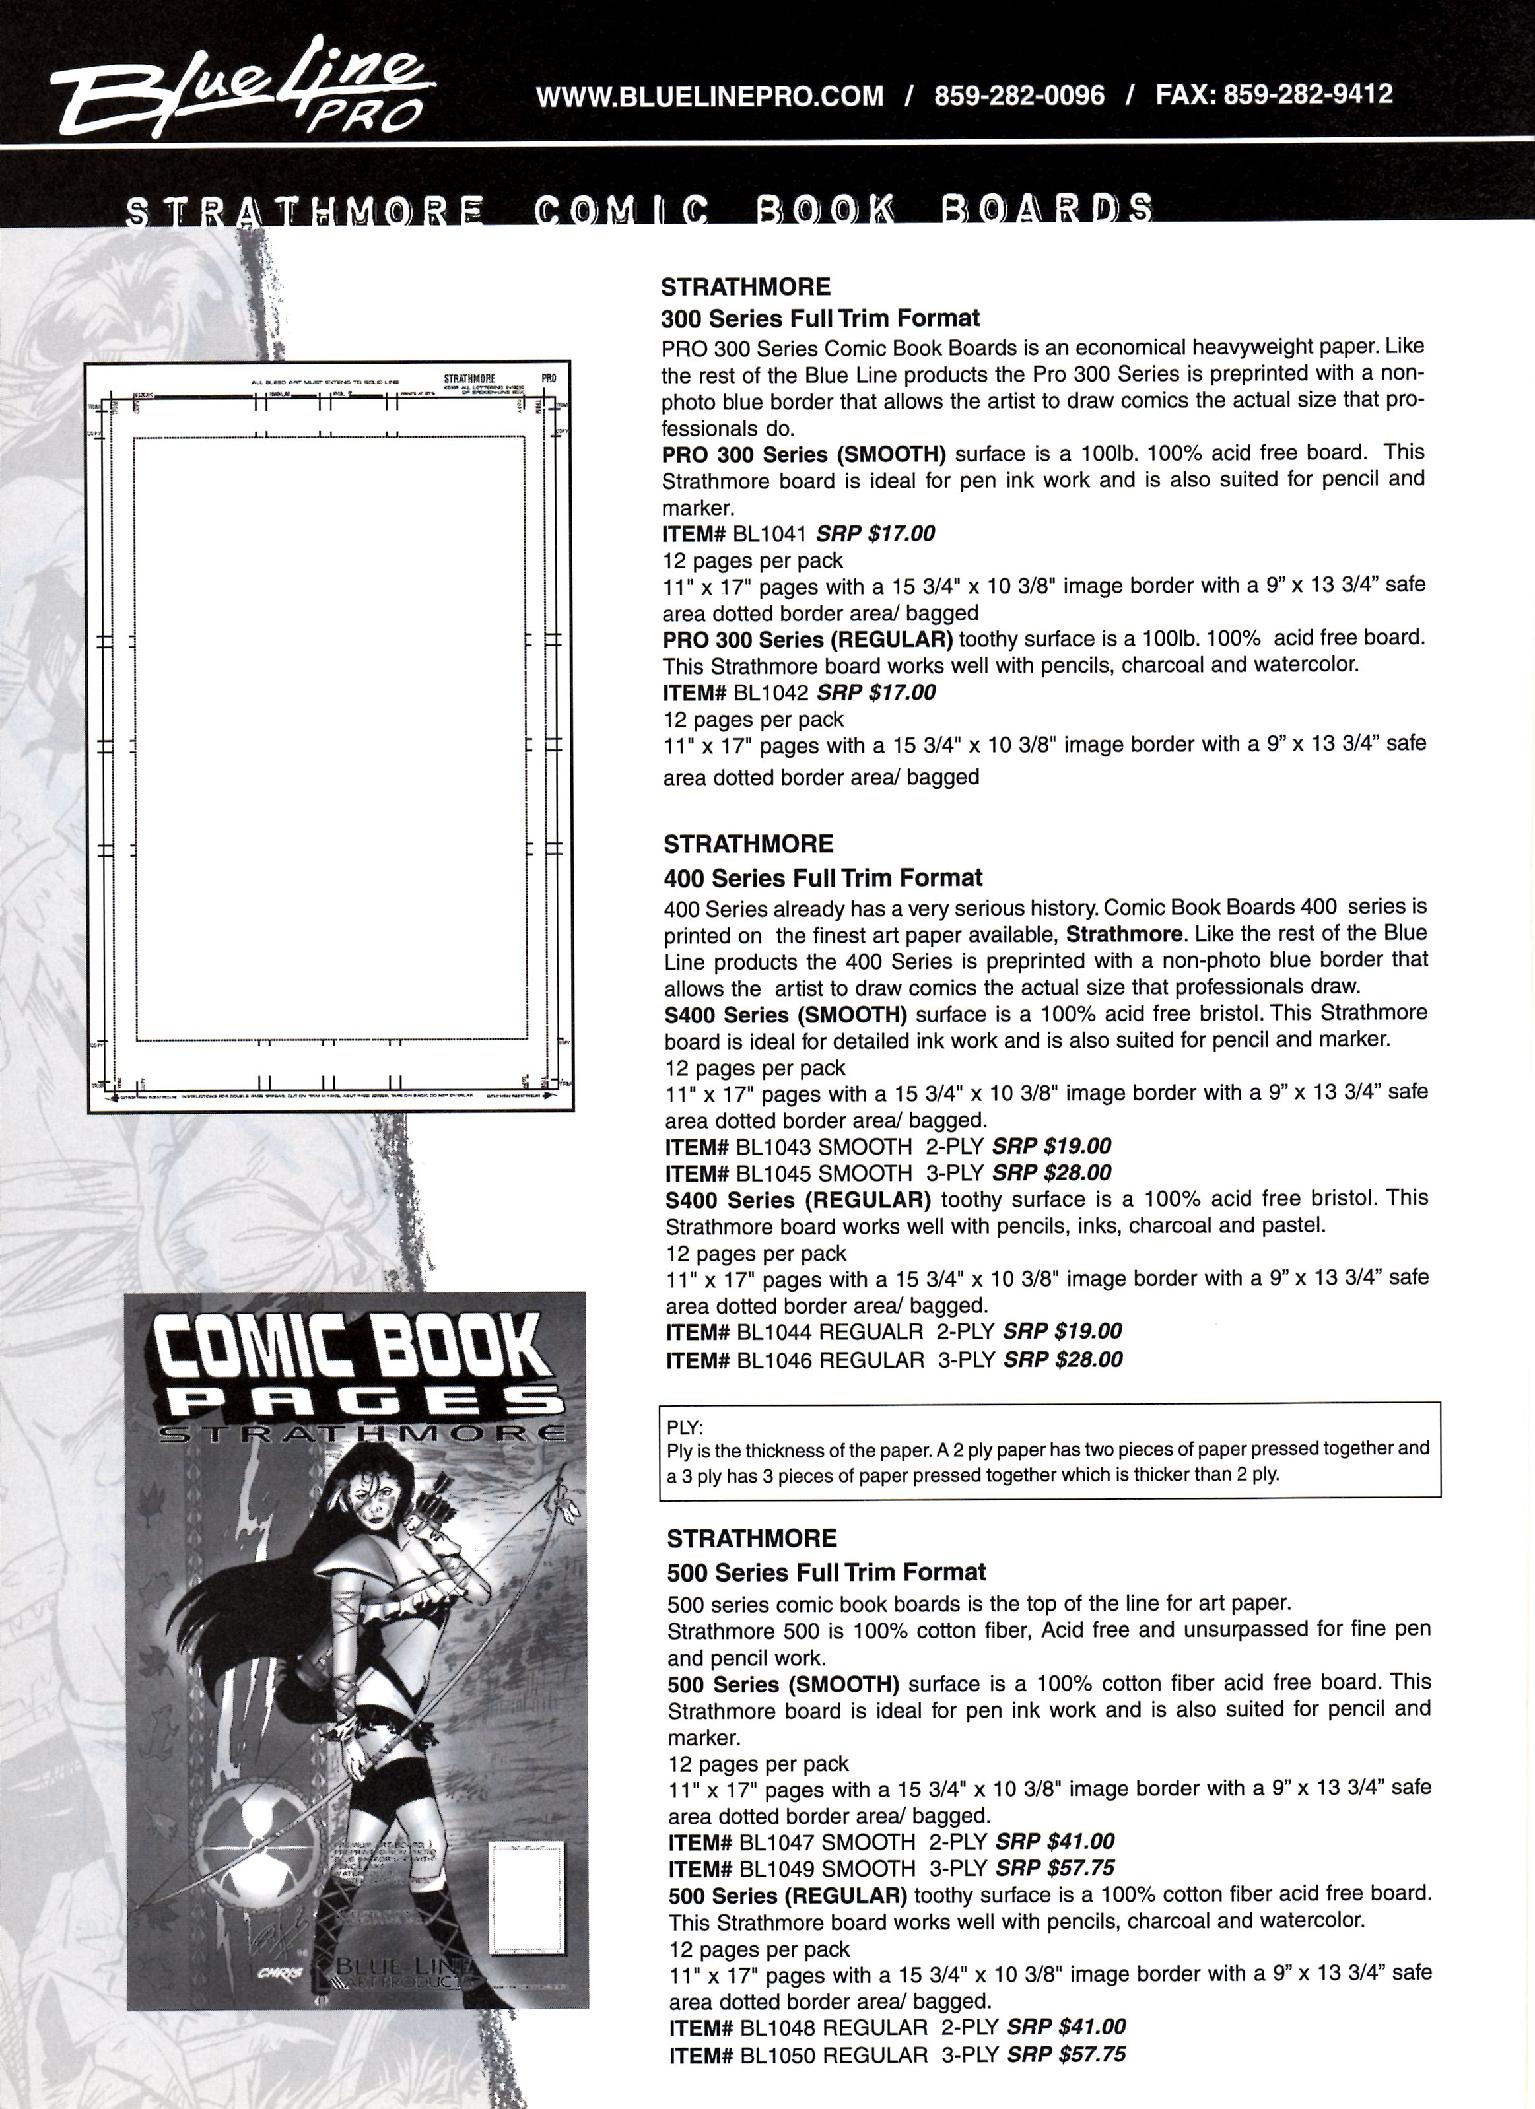 Blue Line
PRO
WWW.BLUELINEPRO.COM / 859-282-0096 / FAX: 859-282-9412
STRATHMORE COMIC BOOK BOARDS
ALL BLEED ART MUST EXTEND TO SOLID LINE
STRATHMORE
PRO
STRATHMORE
300 Series Full Trim Format
PRO 300 Series Comic Book Boards is an economical heavyweight paper. Like
the rest of the Blue Line products the Pro 300 Series is preprinted with a non-
photo blue border that allows the artist to draw comics the actual size that pro-
fessionals do.
PRO 300 Series (SMOOTH) surface is a 100lb. 100% acid free board. This
Strathmore board is ideal for pen ink work and is also suited for pencil and
marker.
ITEM# BL1041 SRP $17.00
12 pages per pack
11" x 17" pages with a 15 3/4" x 10 3/8" image border with a 9” x 13 3/4” safe
area dotted border area/ bagged
PRO 300 Series (REGULAR) toothy surface is a 100lb. 100% acid free board.
This Strathmore board works well with pencils, charcoal and watercolor.
ITEM# BL1042 SRP $17.00
12 pages per pack
11" x 17" pages with a 15 3/4" x 10 3/8" image border with a 9” x 13 3/4” safe
area dotted border area/ bagged
STRATHMORE
400 Series Full Trim Format
400 Series already has a very serious history. Comic Book Boards 400 series is
printed on the finest art paper available, Strathmore. Like the rest of the Blue
Line products the 400 Series is preprinted with a non-photo blue border that
allows the artist to draw comics the actual size that professionals draw.
S400 Series (SMOOTH) surface is a 100% acid free bristol. This Strathmore
board is ideal for detailed ink work and is also suited for pencil and marker.
12 pages per pack
11" x 17" pages with a 15 3/4" x 10 3/8" image border with a 9” x 13 3/4” safe
area dotted border area/ bagged.
ITEM# BL1043 SMOOTH 2-PLY SRP $19.00
ITEM# BL1045 SMOOTH 3-PLY SRP $28.00
S400 Series (REGULAR) toothy surface is a 100% acid free bristol. This
Strathmore board works well with pencils, inks, charcoal and pastel.
12 pages per pack
11" x 17" pages with a 15 3/4" x 10 3/8" image border with a 9” x 13 3/4” safe
area dotted border area/ bagged.
ITEM# BL1044 REGUALR 2-PLY SRP $19.00
ITEM# BL1046 REGULAR 3-PLY SRP $28.00
PLY:
Ply is the thickness of the paper. A 2 ply paper has two pieces of paper pressed together and
a 3 ply has 3 pieces of paper pressed together which is thicker than 2 ply.
STRATHMORE
500 Series Full Trim Format
500 series comic book boards is the top of the line for art paper.
Strathmore 500 is 100% cotton fiber, Acid free and unsurpassed for fine pen
and pencil work.
500 Series (SMOOTH) surface is a 100% cotton fiber acid free board. This
Strathmore board is ideal for pen ink work and is also suited for pencil and
marker.
12 pages per pack
11" x 17" pages with a 15 3/4" x 10 3/8" image border with a 9” x 13 3/4” safe
area dotted border area/ bagged.
ITEM# BL1047 SMOOTH 2-PLY SRP $41.00
ITEM# BL1049 SMOOTH 3-PLY SRP $57.75
500 Series (REGULAR) toothy surface is a 100% cotton fiber acid free board.
This Strathmore board works well with pencils, charcoal and watercolor.
12 pages per pack
11" x 17" pages with a 15 3/4" x 10 3/8" image border with a 9” x 13 3/4” safe
area dotted border area/ bagged.
ITEM# BL1048 REGULAR 2-PLY SRP $41.00
ITEM# BL1050 REGULAR 3-PLY SRP $57.75
COMIC BOOK
PAGES
STRATHMORE
CHRIS
BLUE LINE